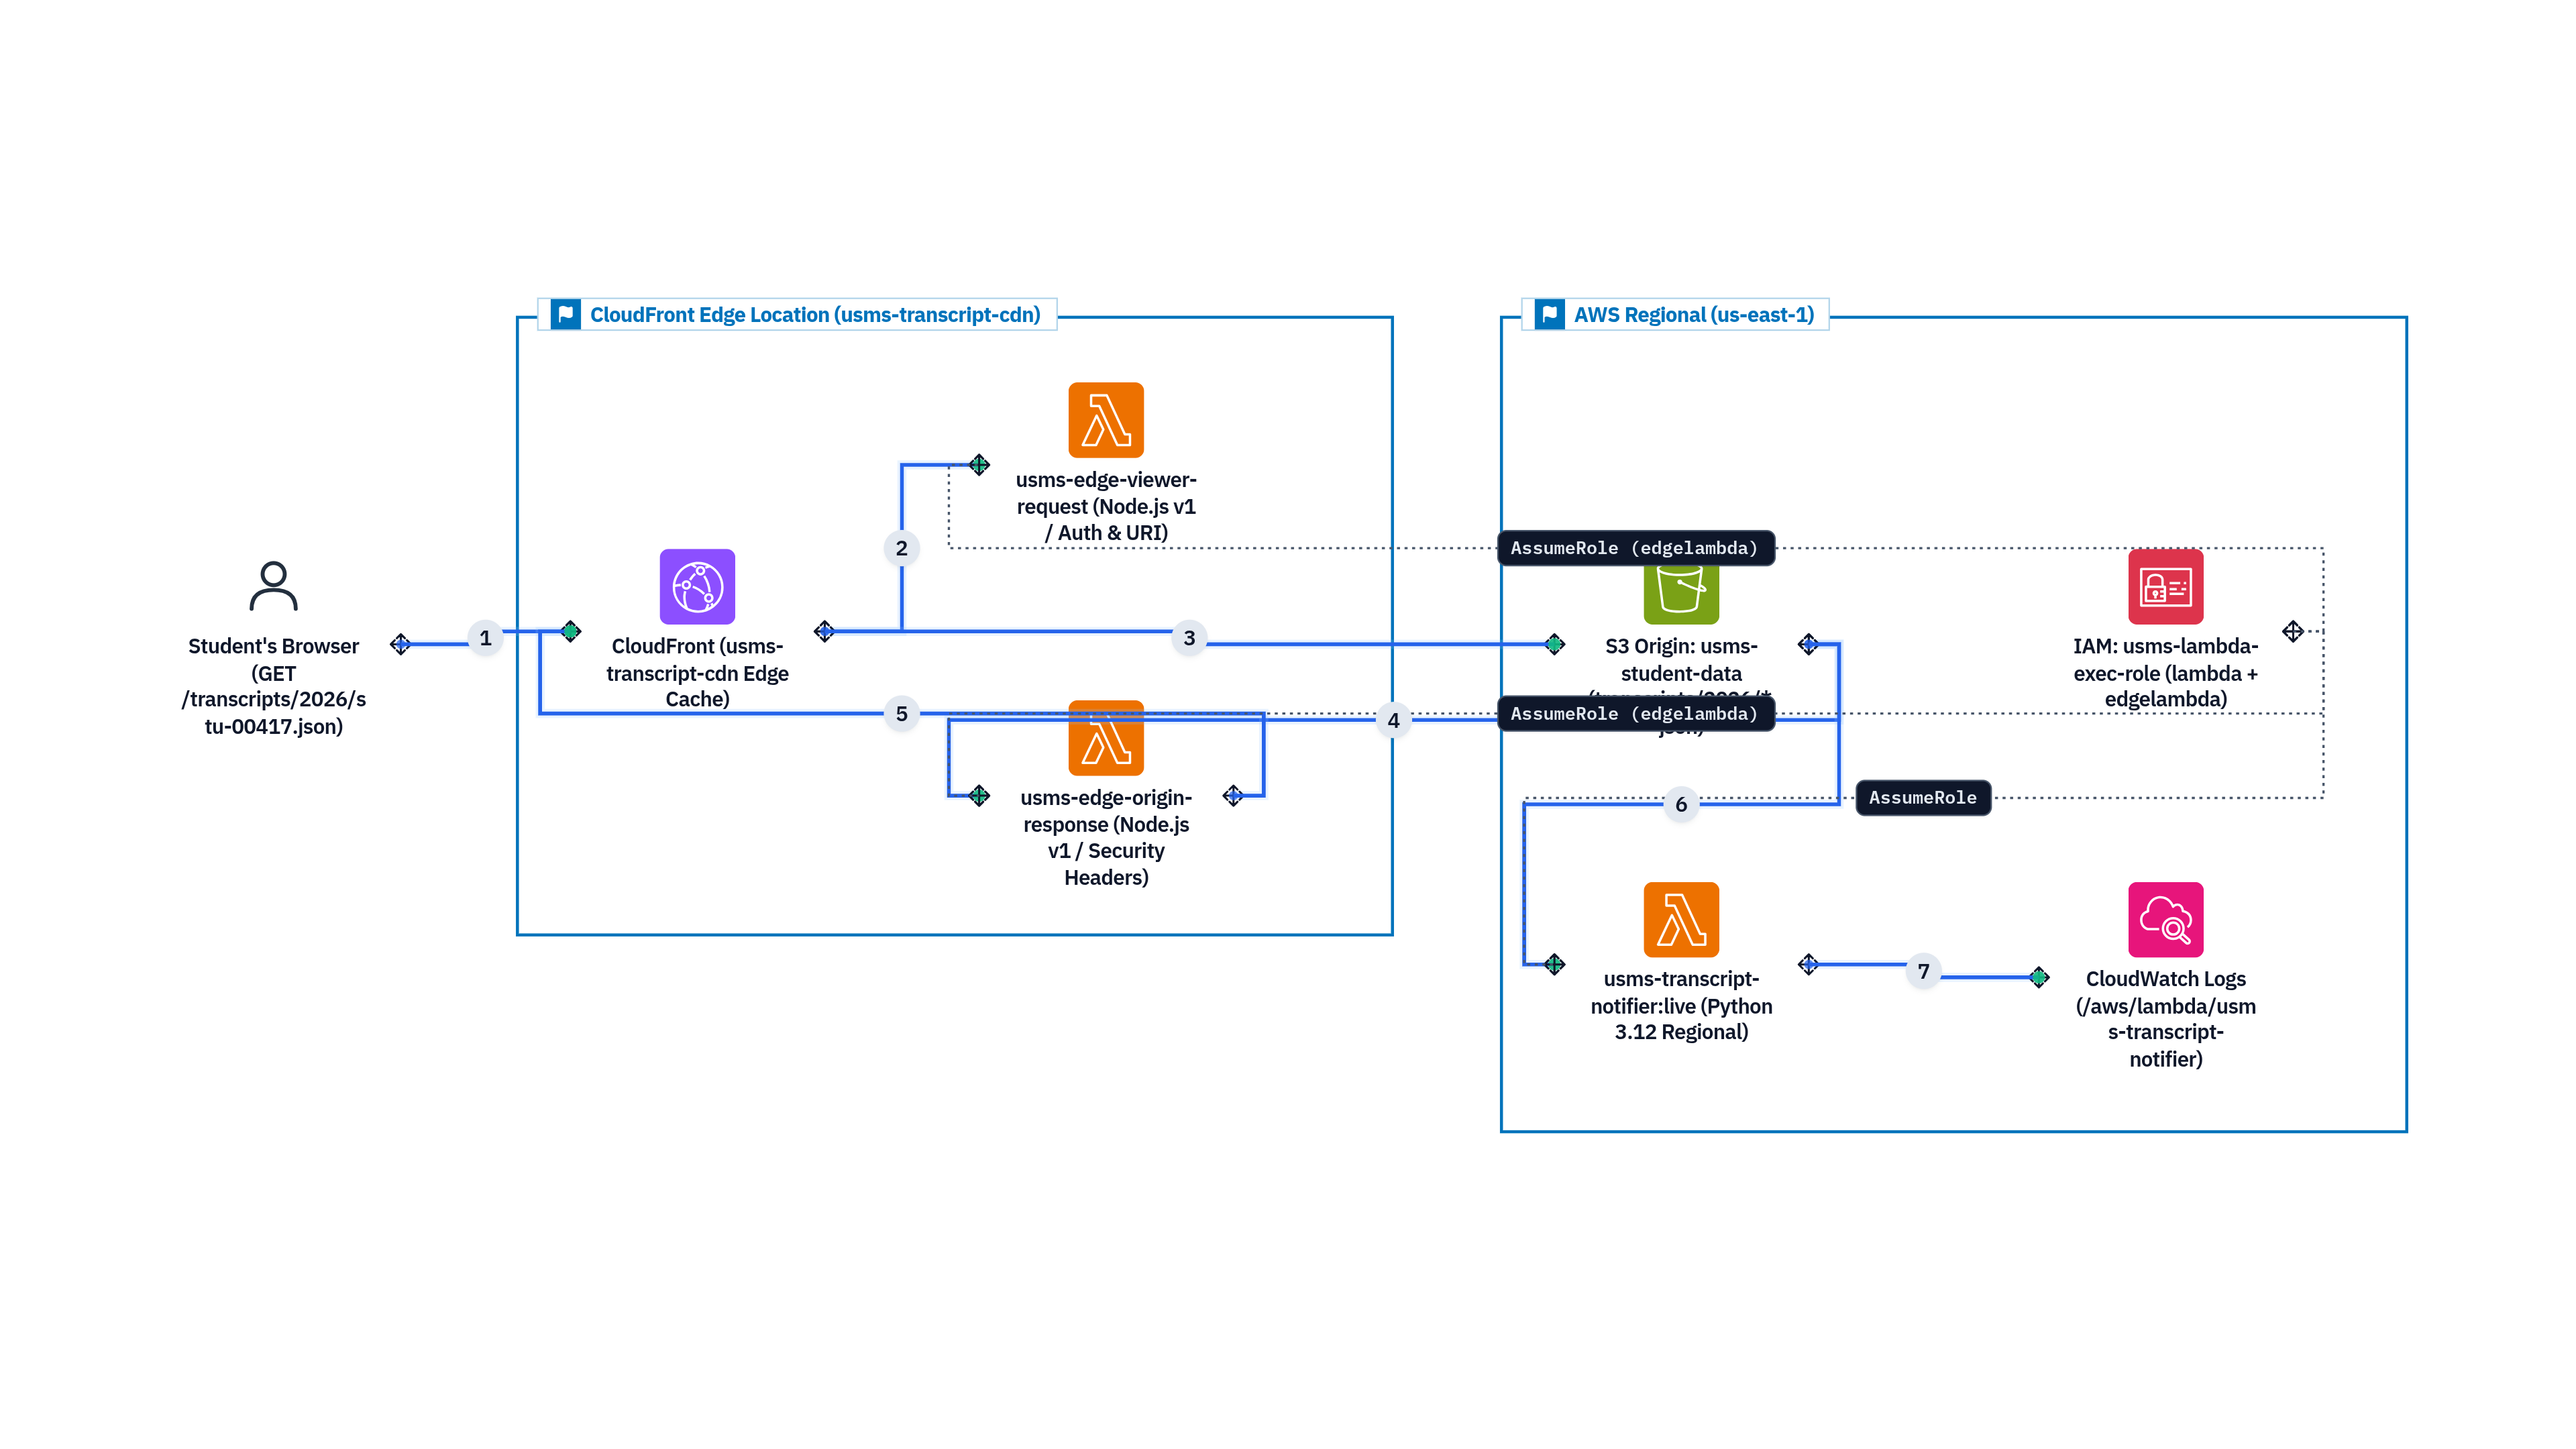 CloudFront Edge Location (usms-transcript-cdn)
AWS Regional (us-east-1)
usms-edge-viewer-
request (Node.js v1
/ Auth & URI)
2
AssumeRole (edgelambda)
Student's Browser
(GET
/transcripts/2026/s
tu-00417.json)
1
CloudFront (usms-
transcript-cdn Edge
Cache)
3
S3 Origin: usms-
student-data
(transcripts/2026/*
json)
IAM: usms-lambda-
exec-role (lambda +
edgelambda)
5
4
AssumeRole (edgelambda)
usms-edge-origin-
response (Node.js
v1 / Security
Headers)
6
AssumeRole
usms-transcript-
notifier:live (Python
3.12 Regional)
7
CloudWatch Logs
(/aws/lambda/usm
s-transcript-
notifier)